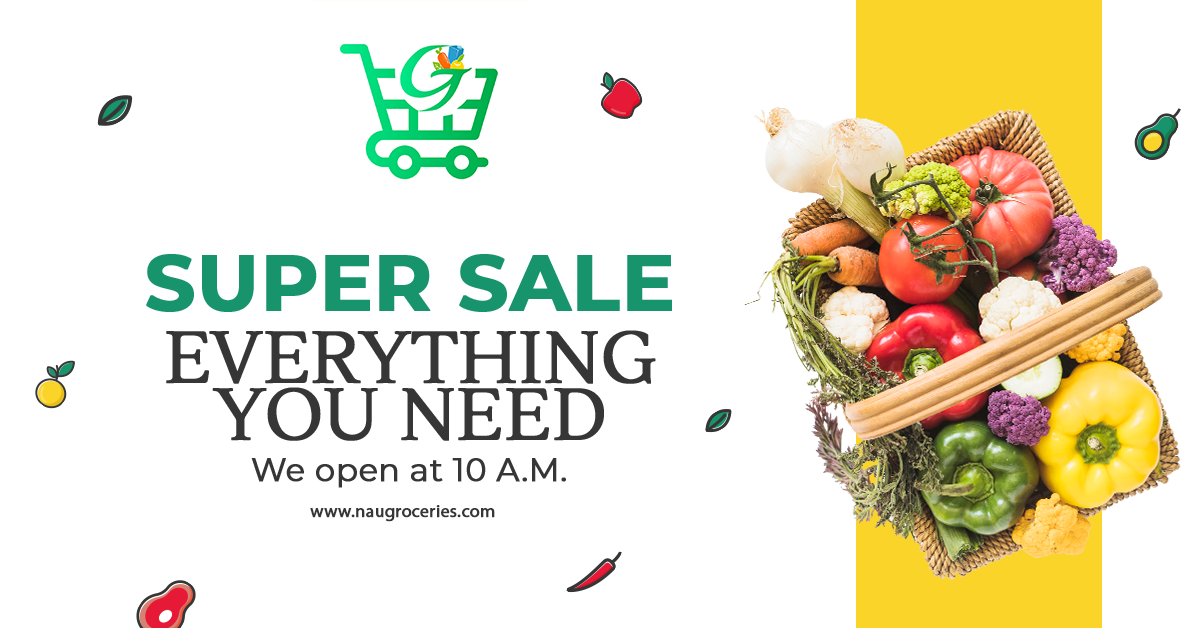 G
SUPER SALE
EVERYTHING
YOU NEED
We open at 10 A.M.
www.naugroceries.com